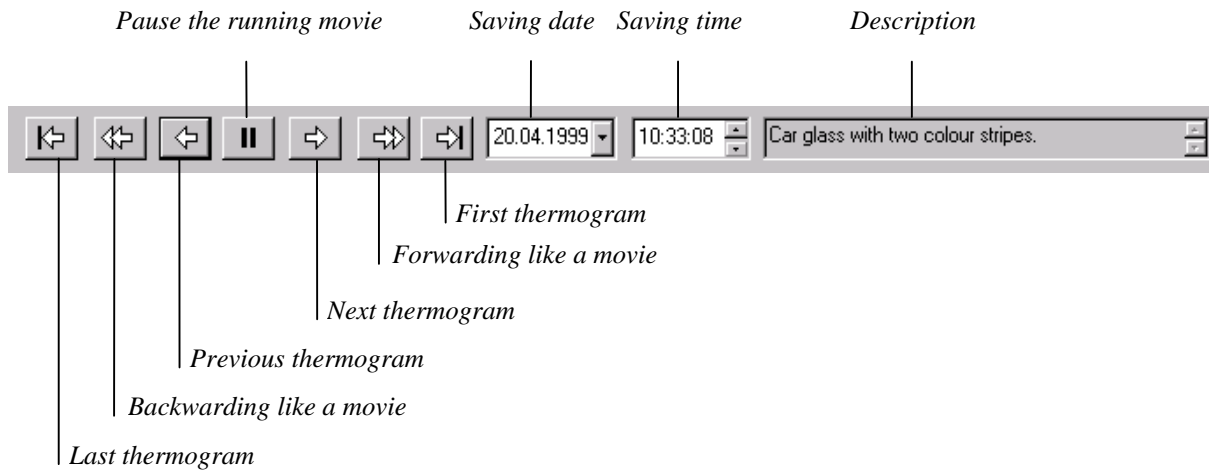 Pause the running movie Saving date Saving time Description
20.04.1999 10:33:08 Car glass with two colour stripes.
First thermogram
Forwarding like a movie
Next thermogram
Previous thermogram
Backwarding like a movie
Last thermogram